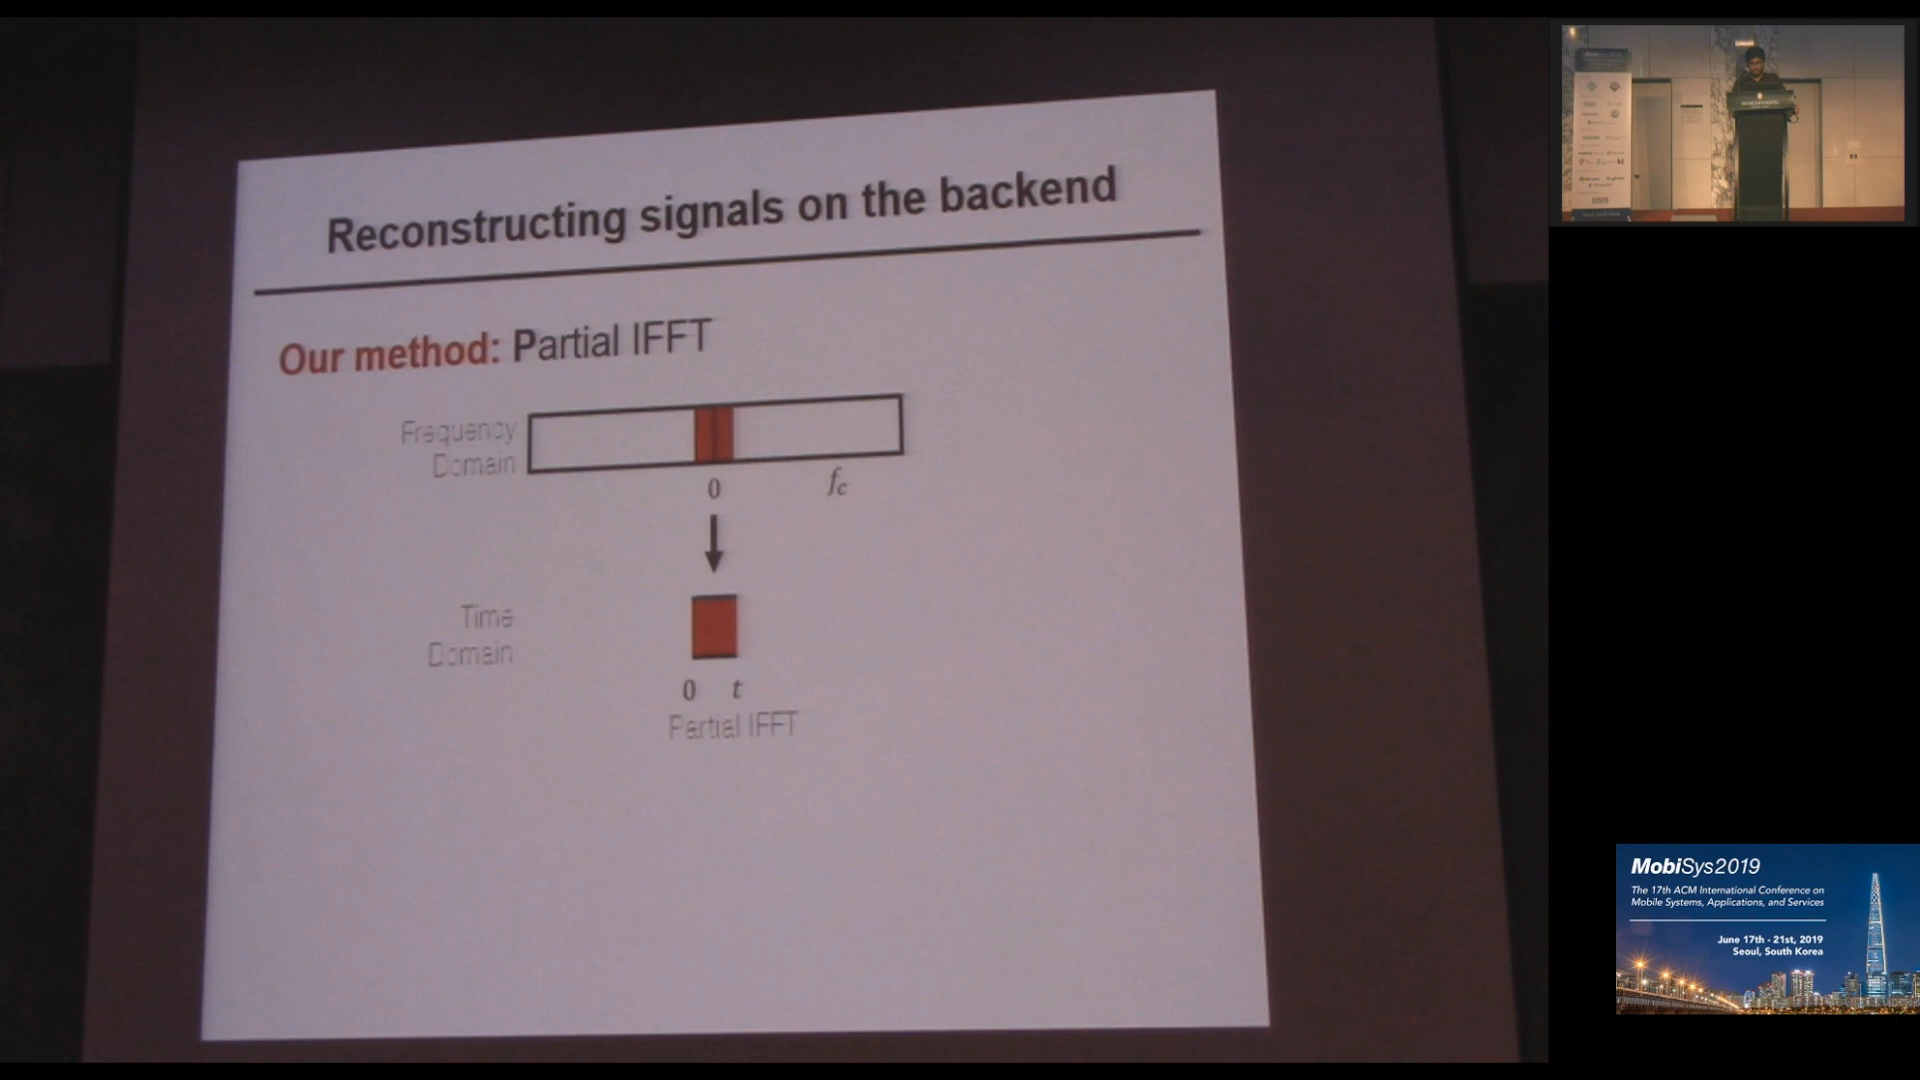 Reconstructing signals on the backend
Our method: Partial IFFT
Frequency
Domain
0
fc
Time
Domain
0 t
Partial IFFT
MobiSys2019
The 17th ACM International Conference on
Mobile Systems, Applications, and Services
June 17th - 21st, 2019
Seoul, South Korea